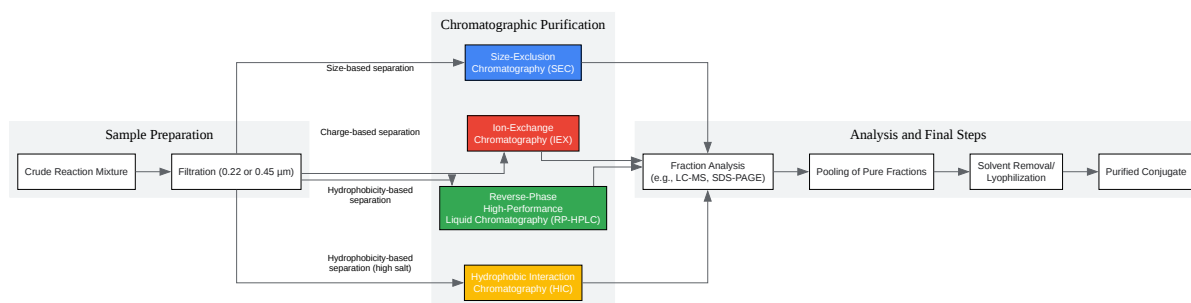 Chromatographic Purification
Size-Exclusion
Chromatography (SEC)
Size-based separation
Sample Preparation
Charge-based separation
Ion-Exchange
Chromatography (IEX)
Analysis and Final Steps
Crude Reaction Mixture
Filtration (0.22 or 0.45 µm)
Fraction Analysis
(e.g., LC-MS, SDS-PAGE)
Pooling of Pure Fractions
Solvent Removal/
Lyophilization
Purified Conjugate
Hydrophobicity-based
separation
Reverse-Phase
High-Performance
Liquid Chromatography (RP-HPLC)
Hydrophobicity-based
separation (high salt)
Hydrophobic Interaction
Chromatography (HIC)